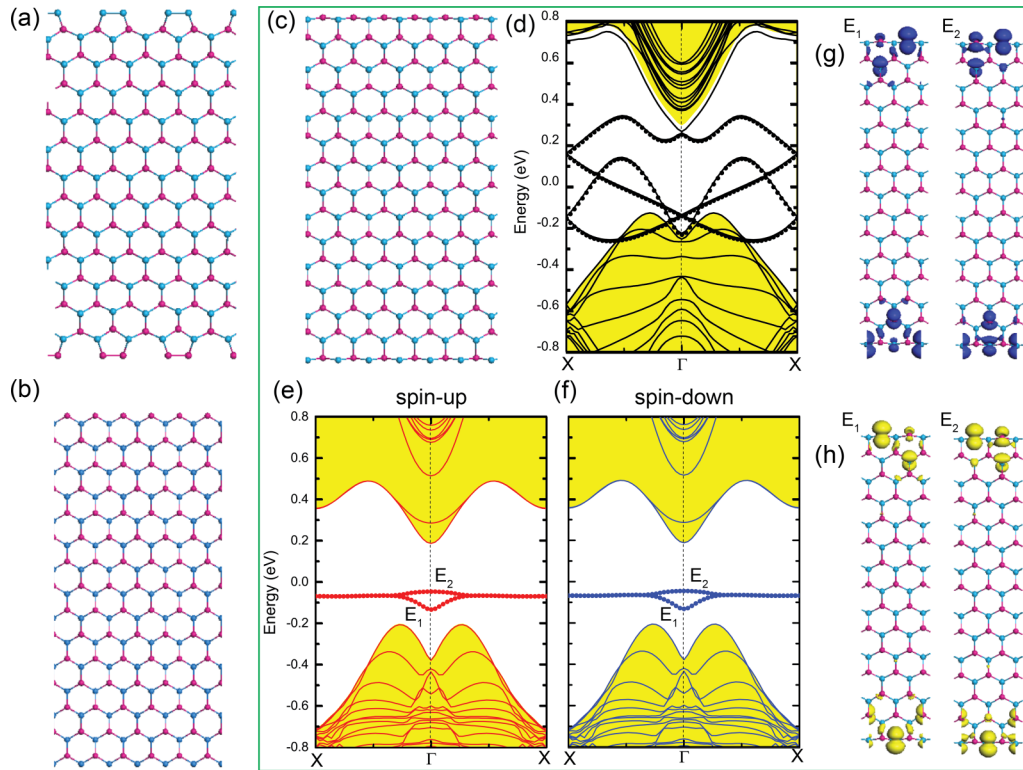 (a)
(c)
(d)
0.8
0.6
0.4
0.2
0.0
-0.2
-0.4
-0.6
-0.8
Energy (eV)
X
Γ
X
(g)
E1
E2
(b)
(e)
spin-up
0.8
0.6
0.4
0.2
0.0
-0.2
-0.4
-0.6
-0.8
Energy (eV)
E2
E1
X
Γ
X
(f)
spin-down
E2
E1
X
Γ
X
(h)
E1
E2